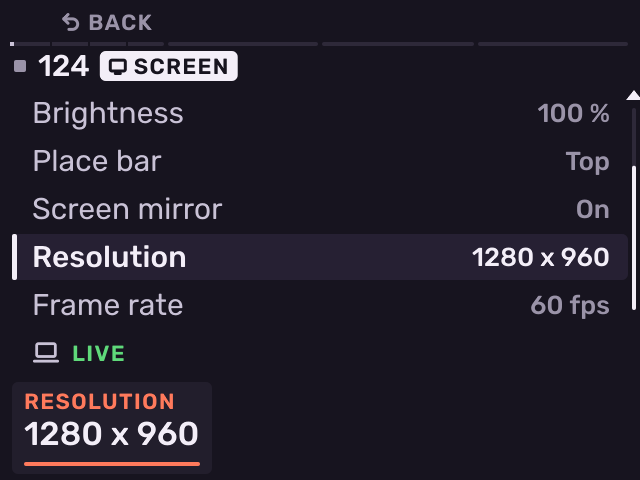 BACK
124 SCREEN
Brightness 100 %
Place bar Top
Screen mirror On
Resolution 1280 x 960
Frame rate 60 fps
LIVE
RESOLUTION
1280 x 960